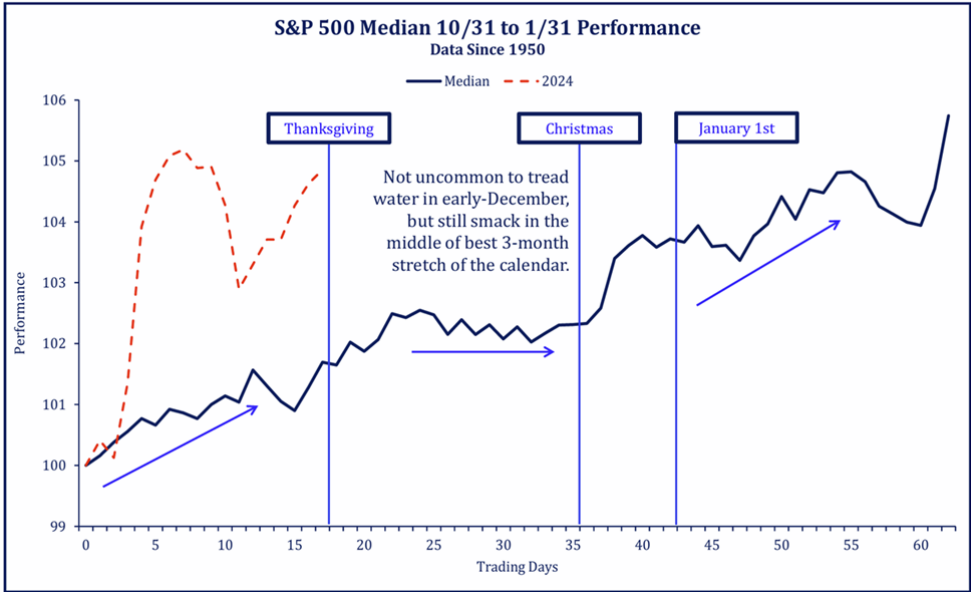 S&P 500 Median 10/31 to 1/31 Performance
Data Since 1950
Median 2024
106
105
104
103
102
101
100
99
Performance
Thanksgiving
Christmas
January 1st
Not uncommon to tread
water in early-December,
but still smack in the
middle of best 3-month
stretch of the calendar.
0 5 10 15 20 25 30 35 40 45 50 55 60
Trading Days